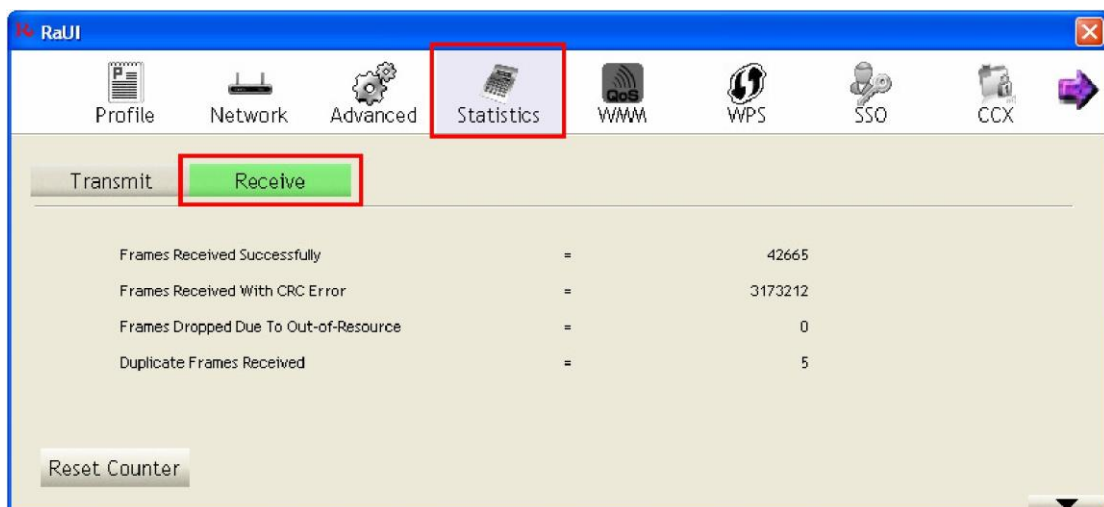 RaUI
Profile Network Advanced Statistics QoS WMM WPS SSO CCX
Transmit Receive
Frames Received Successfully = 42665
Frames Received With CRC Error = 3173212
Frames Dropped Due To Out-of-Resource = 0
Duplicate Frames Received = 5
Reset Counter